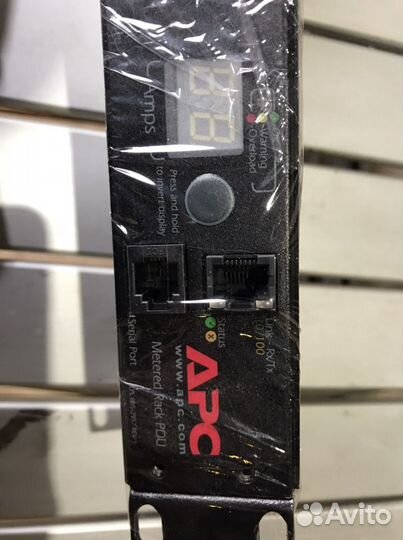 Amps
88
Warning
Overload
Press and hold
to invert display
Serial Port
Status
Link - Rx/Tx
10/100
Metered Rack PDU
www.apc.com
APC
Avito